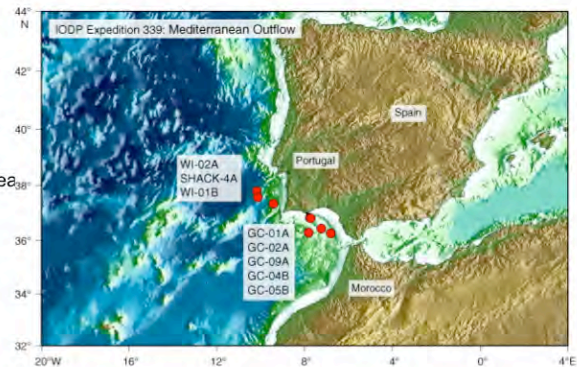 44°
N
IODP Expedition 339: Mediterranean Outflow
42°
Spain
40°
Portugal
WI-02A
SHACK-4A
WI-01B
ea
38°
36°
GC-01A
GC-02A
GC-09A
GC-04B
GC-05B
34°
Morocco
32°
20°W
16°
12°
8°
4°
0°
4°E